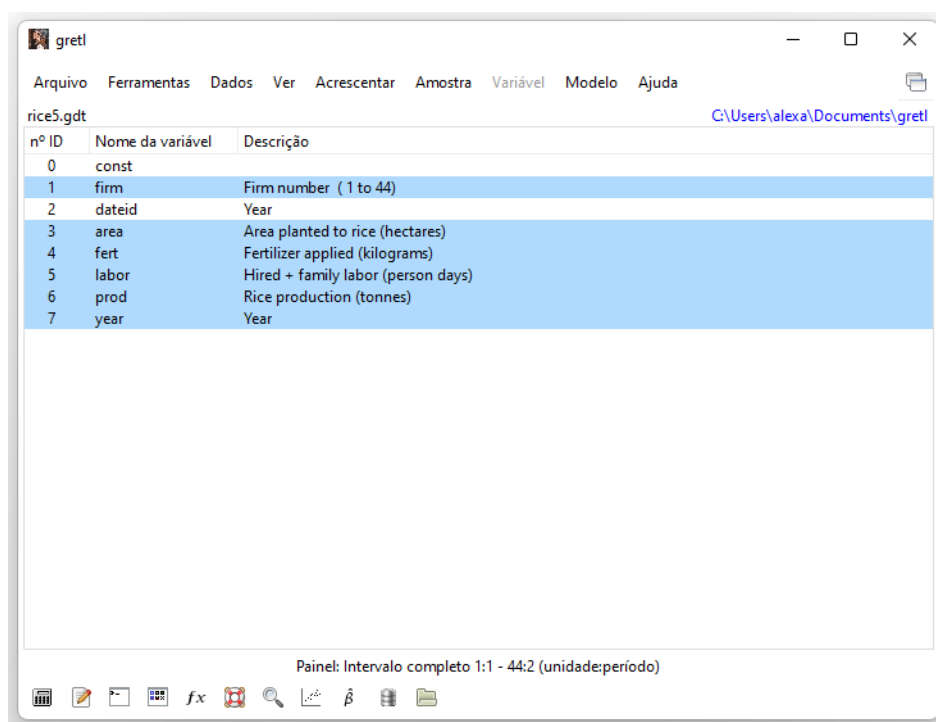 gretl
Arquivo Ferramentas Dados Ver Acrescentar Amostra Variável Modelo Ajuda
rice5.gdt C:\Users\alexa\Documents\gretl
nº ID Nome da variável Descrição
0 const
1 firm Firm number ( 1 to 44)
2 dateid Year
3 area Area planted to rice (hectares)
4 fert Fertilizer applied (kilograms)
5 labor Hired + family labor (person days)
6 prod Rice production (tonnes)
7 year Year
Painel: Intervalo completo 1:1 - 44:2 (unidade:período)
fx β̂